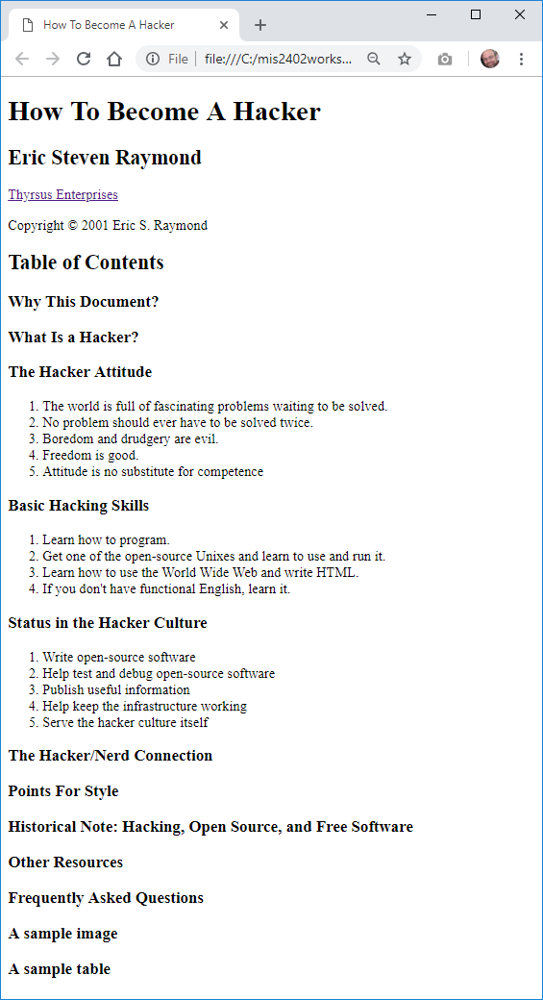 How To Become A Hacker
File file:///C:/mis2402works...
How To Become A Hacker
Eric Steven Raymond
Thyrsus Enterprises
Copyright © 2001 Eric S. Raymond
Table of Contents
Why This Document?
What Is a Hacker?
The Hacker Attitude
1. The world is full of fascinating problems waiting to be solved.
2. No problem should ever have to be solved twice.
3. Boredom and drudgery are evil.
4. Freedom is good.
5. Attitude is no substitute for competence
Basic Hacking Skills
1. Learn how to program.
2. Get one of the open-source Unixes and learn to use and run it.
3. Learn how to use the World Wide Web and write HTML.
4. If you don't have functional English, learn it.
Status in the Hacker Culture
1. Write open-source software
2. Help test and debug open-source software
3. Publish useful information
4. Help keep the infrastructure working
5. Serve the hacker culture itself
The Hacker/Nerd Connection
Points For Style
Historical Note: Hacking, Open Source, and Free Software
Other Resources
Frequently Asked Questions
A sample image
A sample table